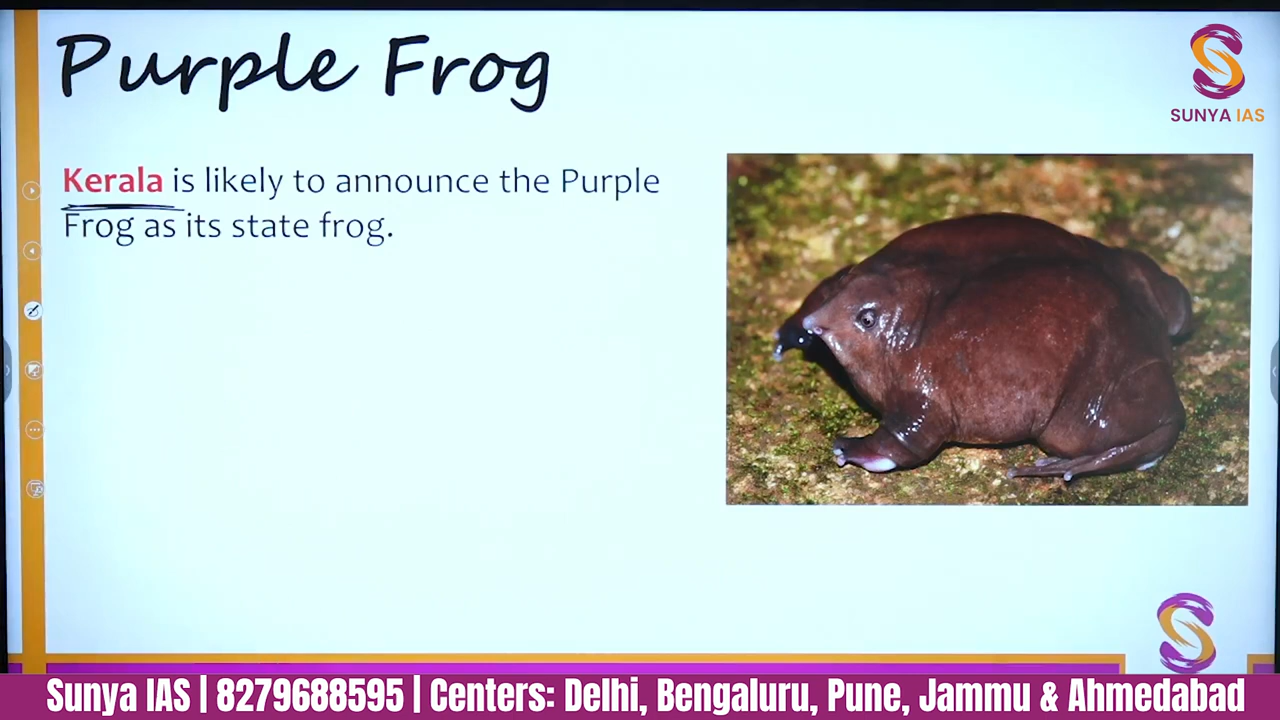 Purple Frog
SUNYA IAS
Kerala is likely to announce the Purple
Frog as its state frog.
Sunya IAS | 8279688595 | Centers: Delhi, Bengaluru, Pune, Jammu & Ahmedabad